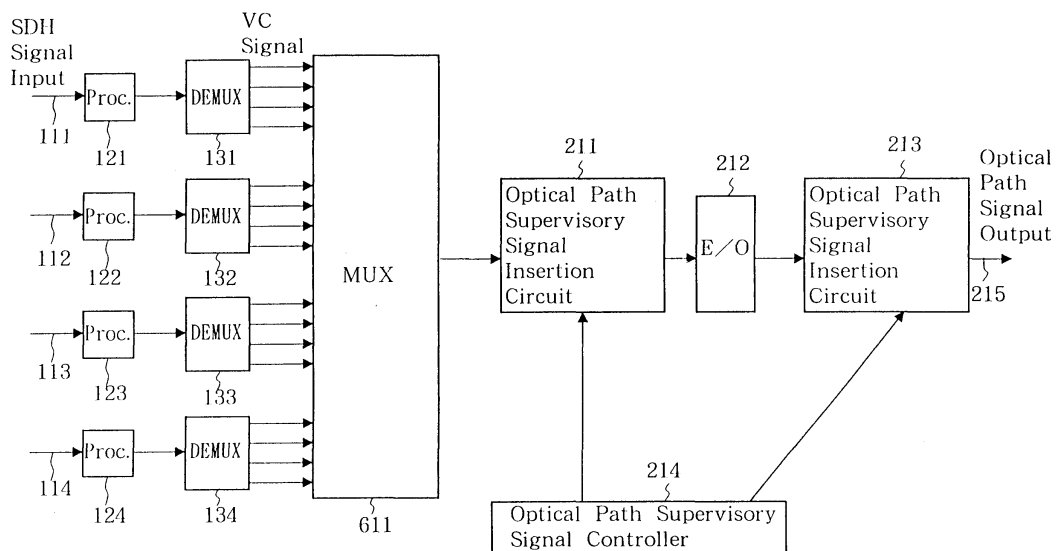 SDH
Signal
Input
VC
Signal
Proc.
DEMUX
111
121
131
Proc.
DEMUX
112
122
132
Proc.
DEMUX
113
123
133
Proc.
DEMUX
114
124
134
MUX
611
211
Optical Path
Supervisory
Signal
Insertion
Circuit
212
E/O
213
Optical Path
Supervisory
Signal
Insertion
Circuit
Optical
Path
Signal
Output
215
214
Optical Path Supervisory
Signal Controller